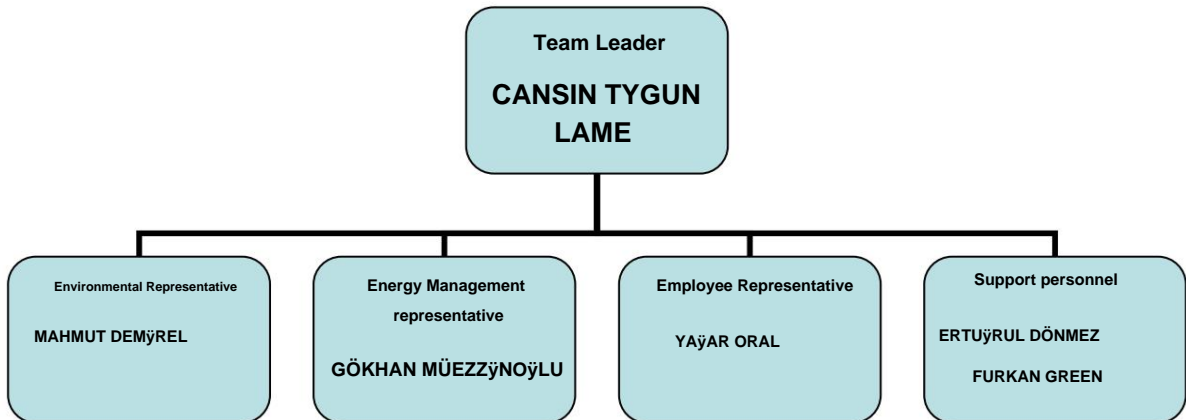 Team Leader
CANSIN TYGUN
LAME
Environmental Representative
MAHMUT DEMÿREL
Energy Management
representative
GÖKHAN MÜEZZÿNOÿLU
Employee Representative
YAÿAR ORAL
Support personnel
ERTUÿRUL DÖNMEZ
FURKAN GREEN